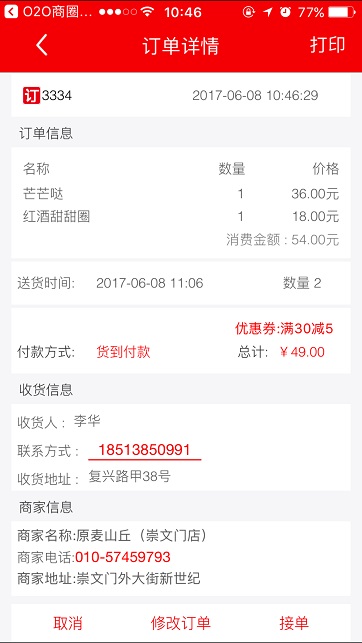 O2O商圈... 10:46 77%
订单详情 打印
订 3334 2017-06-08 10:46:29
订单信息
名称 数量 价格
芒芒哒 1 36.00元
红酒甜甜圈 1 18.00元
消费金额 : 54.00元
送货时间: 2017-06-08 11:06 数量 2
优惠券:满30减5
付款方式: 货到付款 总计: ￥49.00
收货信息
收货人 : 李华
联系方式 : 18513850991
收货地址 : 复兴路甲38号
商家信息
商家名称:原麦山丘（崇文门店）
商家电话:010-57459793
商家地址:崇文门外大街新世纪
取消 修改订单 接单